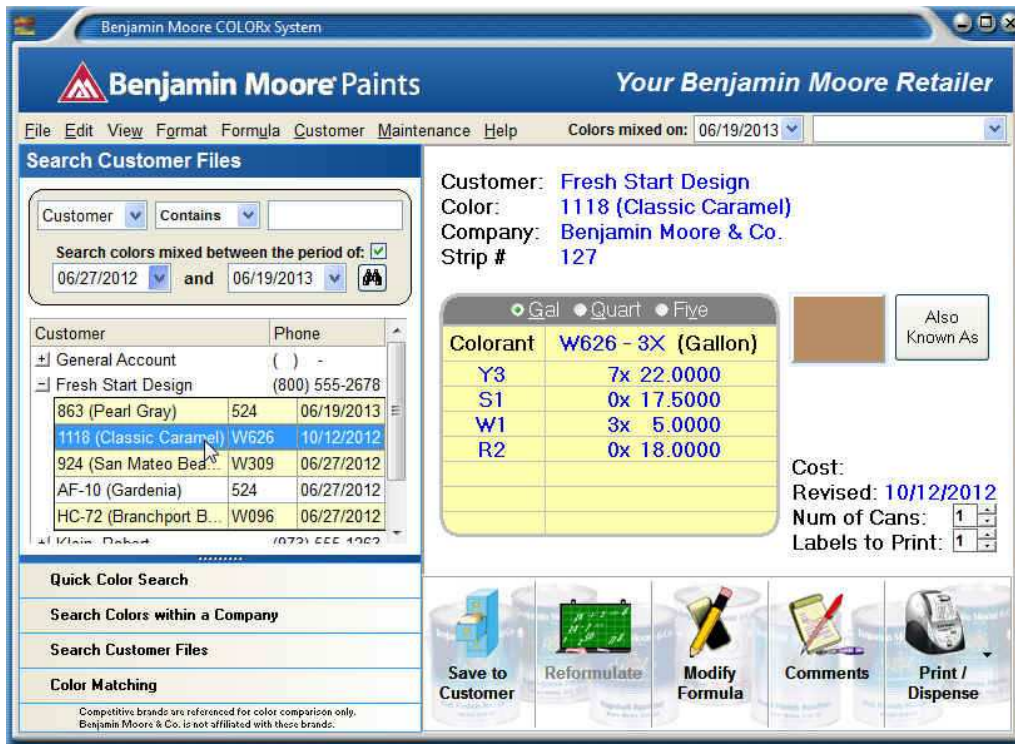 Benjamin Moore COLORx System
Benjamin Moore Paints
Your Benjamin Moore Retailer
File Edit View Format Formula Customer Maintenance Help
Colors mixed on: 06/19/2013
Search Customer Files
Customer Contains
Search colors mixed between the period of:
06/27/2012 and 06/19/2013
Customer Phone
General Account ( ) -
Fresh Start Design (800) 555-2678
863 (Pearl Gray) 524 06/19/2013
1118 (Classic Caramel) W626 10/12/2012
924 (San Mateo Bea... W309 06/27/2012
AF-10 (Gardenia) 524 06/27/2012
HC-72 (Branchport B... W096 06/27/2012
Klein, Robert (973) 555-1263
Quick Color Search
Search Colors within a Company
Search Customer Files
Color Matching
Competitive brands are referenced for color comparison only.
Benjamin Moore & Co. is not affiliated with these brands.
Customer: Fresh Start Design
Color: 1118 (Classic Caramel)
Company: Benjamin Moore & Co.
Strip # 127
Gal Quart Five
Colorant W626 - 3X (Gallon)
Y3 7x 22.0000
S1 0x 17.5000
W1 3x 5.0000
R2 0x 18.0000
Also
Known As
Cost:
Revised: 10/12/2012
Num of Cans: 1
Labels to Print: 1
Save to
Customer
Reformulate
Modify
Formula
Comments
Print /
Dispense